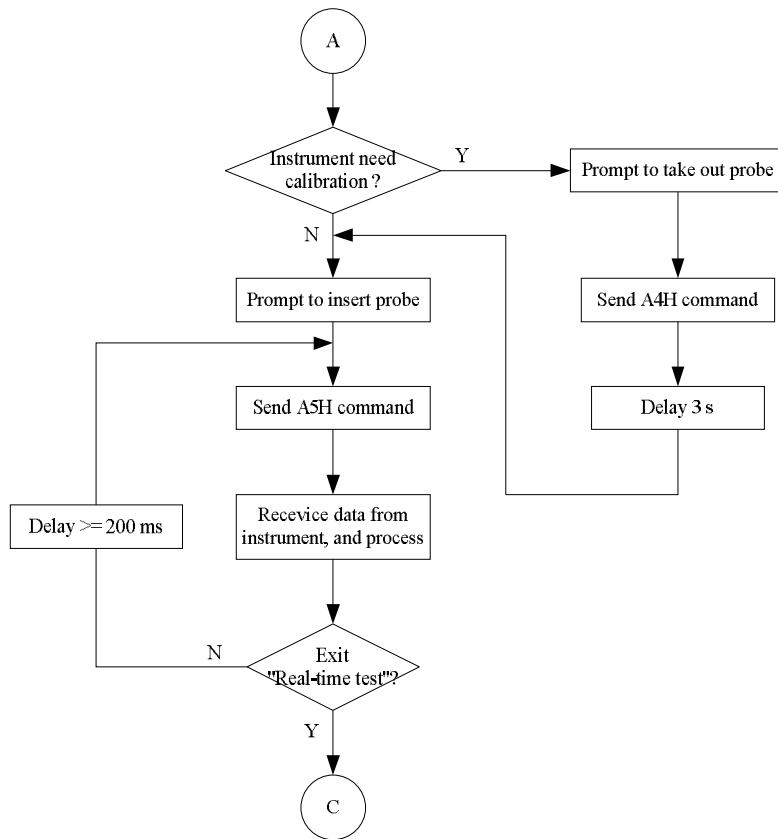 A
Instrument need
calibration ?
Y
Prompt to take out probe
N
Prompt to insert probe
Send A4H command
Send A5H command
Delay 3 s
Delay >= 200 ms
Recevice data from
instrument, and process
N
Exit
"Real-time test"?
Y
C